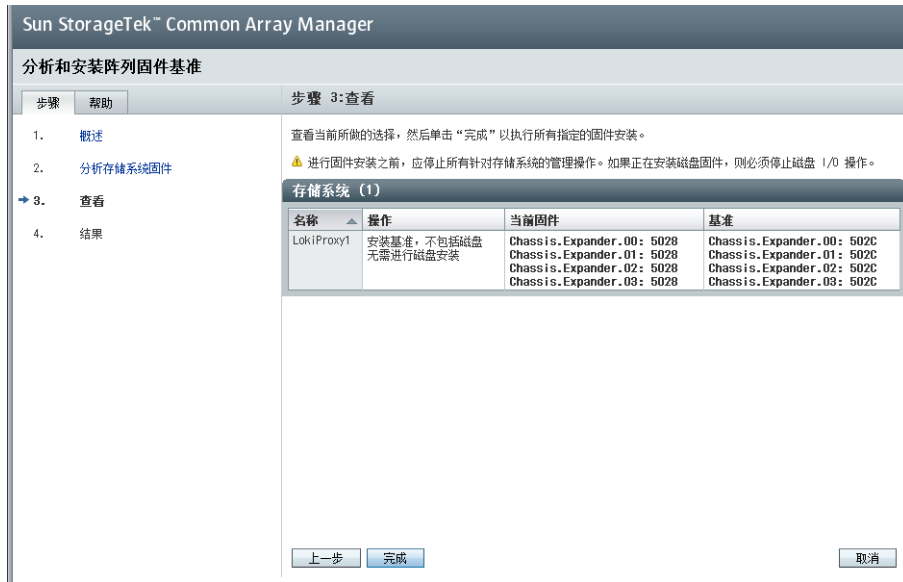 Sun StorageTek™ Common Array Manager
分析和安装阵列固件基准
步骤 帮助
步骤 3:查看
1. 概述
2. 分析存储系统固件
3. 查看
4. 结果
查看当前所做的选择，然后单击“完成”以执行所有指定的固件安装。
进行固件安装之前，应停止所有针对存储系统的管理操作。如果正在安装磁盘固件，则必须停止磁盘 I/O 操作。
存储系统 (1)
名称 操作 当前固件 基准
LokiProxy1 安装基准，不包括磁盘 Chassis.Expander.00: 5028 Chassis.Expander.00: 502C
无需进行磁盘安装 Chassis.Expander.01: 5028 Chassis.Expander.01: 502C
Chassis.Expander.02: 5028 Chassis.Expander.02: 502C
Chassis.Expander.03: 5028 Chassis.Expander.03: 502C
上一步 完成 取消